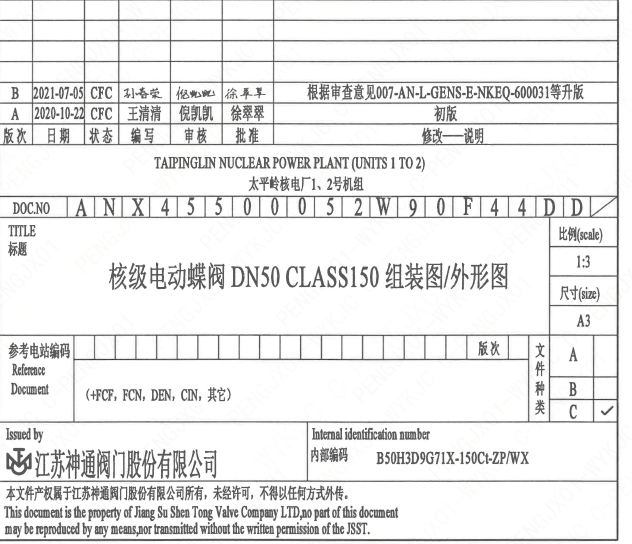 B 2021-07-05 CFC 倪凯凯 徐翠翠 根据审查意见007-AN-L-GENS-E-NKEQ-600031等升版
A 2020-10-22 CFC 王清清 倪凯凯 徐翠翠 初版
版次 日期 状态 编写 审核 批准 修改——说明
TAIPINGLIN NUCLEAR POWER PLANT (UNITS 1 TO 2)
太平岭核电厂1、2号机组
DOC.NO A N X 4 5 5 0 0 0 5 2 W 9 0 F 4 4 D D
TITLE
标题
核级电动蝶阀 DN50 CLASS150 组装图/外形图
比例(scale)
1:3
尺寸(size)
A3
参考电站编码
Reference
Document
版次
(+FCF, FCN, DEN, CIN, 其它)
文件种类
A
B
C ✓
Issued by
江苏神通阀门股份有限公司
Internal identification number
内部编码 B50H3D9G71X-150Ct-ZP/WX
本文件产权属于江苏神通阀门股份有限公司所有，未经许可，不得以任何方式外传。
This document is the property of Jiang Su Shen Tong Valve Company LTD,no part of this document
may be reproduced by any means,nor transmitted without the written permission of the JSST.